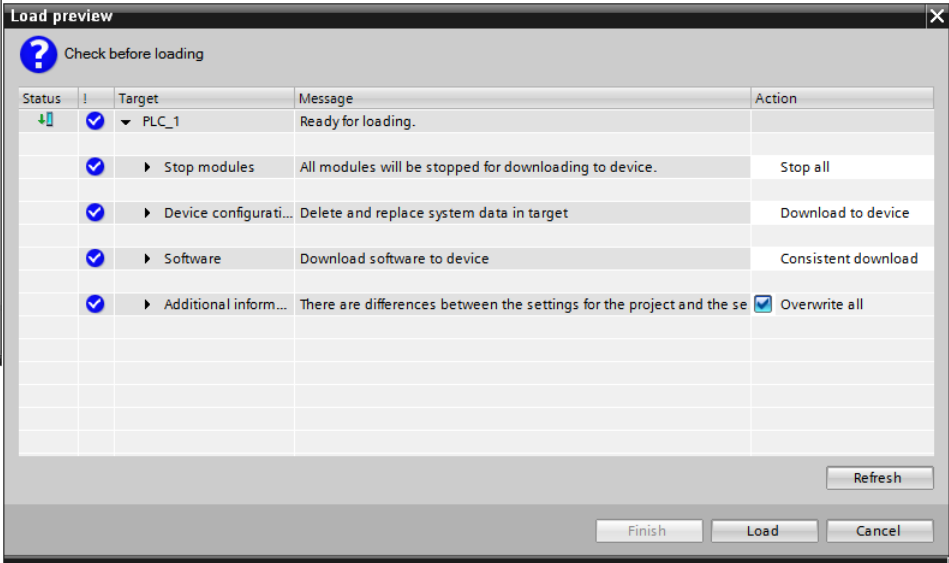 Load preview
Check before loading
Status ! Target Message Action
PLC_1 Ready for loading.
Stop modules All modules will be stopped for downloading to device. Stop all
Device configurati... Delete and replace system data in target Download to device
Software Download software to device Consistent download
Additional inform... There are differences between the settings for the project and the se Overwrite all
Refresh
Finish Load Cancel